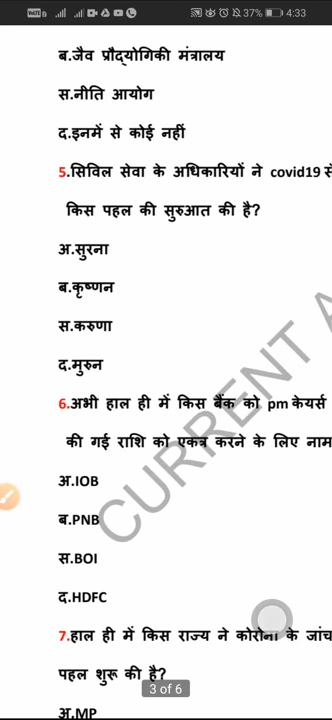 37% 4:33
ब.जैव प्रौद्योगिकी मंत्रालय
स.नीति आयोग
द.इनमें से कोई नहीं
5.सिविल सेवा के अधिकारियों ने covid19 से
किस पहल की सुरुआत की है?
अ.सुरना
ब.कृष्णन
स.करुणा
द.मुरुन
6.अभी हाल ही में किस बैंक को pm केयर्स
की गई राशि को एकत्र करने के लिए नाम
अ.IOB
ब.PNB
स.BOI
द.HDFC
7.हाल ही में किस राज्य ने कोरोना के जांच
पहल शुरू की है?
3 of 6
अ.MP
CURRENT A